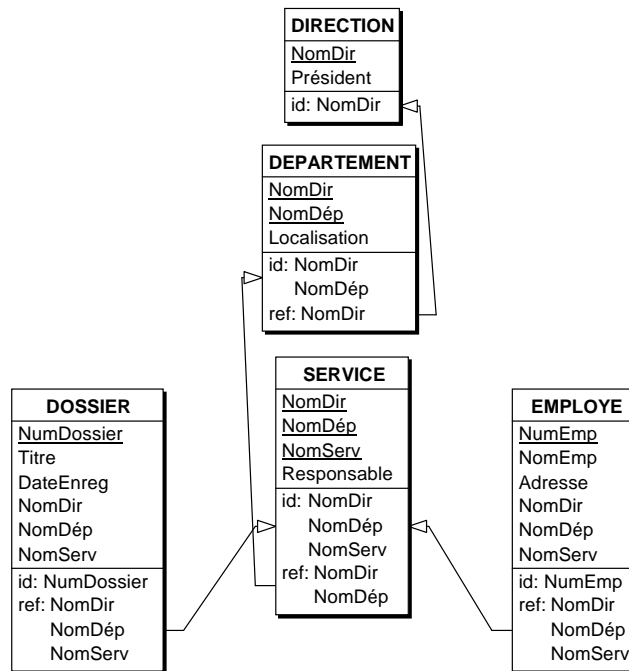 DIRECTION
NomDir
Président
id: NomDir
DEPARTEMENT
NomDir
NomDép
Localisation
id: NomDir
NomDép
ref: NomDir
SERVICE
NomDir
NomDép
NomServ
Responsable
id: NomDir
NomDép
NomServ
ref: NomDir
NomDép
DOSSIER
NumDossier
Titre
DateEnreg
NomDir
NomDép
NomServ
id: NumDossier
ref: NomDir
NomDép
NomServ
EMPLOYE
NumEmp
NomEmp
Adresse
NomDir
NomDép
NomServ
id: NumEmp
ref: NomDir
NomDép
NomServ